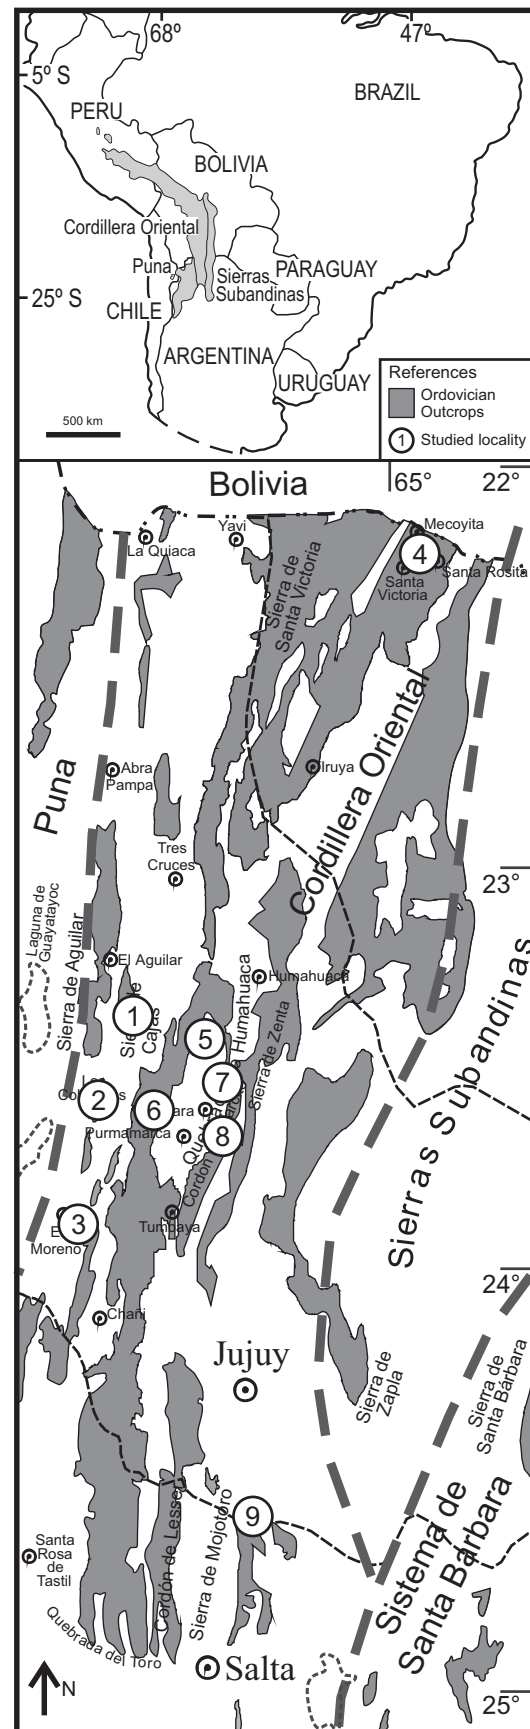 68º
47º
5º S
PERU
BRAZIL
BOLIVIA
Cordillera Oriental
Puna
Sierras
Subandinas
PARAGUAY
25º S
CHILE
ARGENTINA
URUGUAY
500 km
References
Ordovician
Outcrops
1 Studied locality
Bolivia
65°
22°
La Quiaca
Yavi
Mecoyita
4
Santa Rosita
Santa
Victoria
Sierra de
Santa Victoria
Puna
Abra
Pampa
Iruya
Cordillera Oriental
Tres
Cruces
23°
Laguna de
Guayatayoc
Sierra de Aguilar
El Aguilar
Humahuaca
1
Cajas
5
Humahuaca
Sierra de Zenta
2
6
7
Purmamarca
8
Cordon
Sierras Subandinas
3
Moreno
Tumbaya
24°
Chañi
Jujuy
Sierra de
Zapla
Sierra de
Santa Bárbara
9
Santa
Rosa
de
Tastil
Cordón de Lesser
Sierra de Mojotoro
Sistema de
Santa Bárbara
Quebrada del Toro
Salta
N
25°